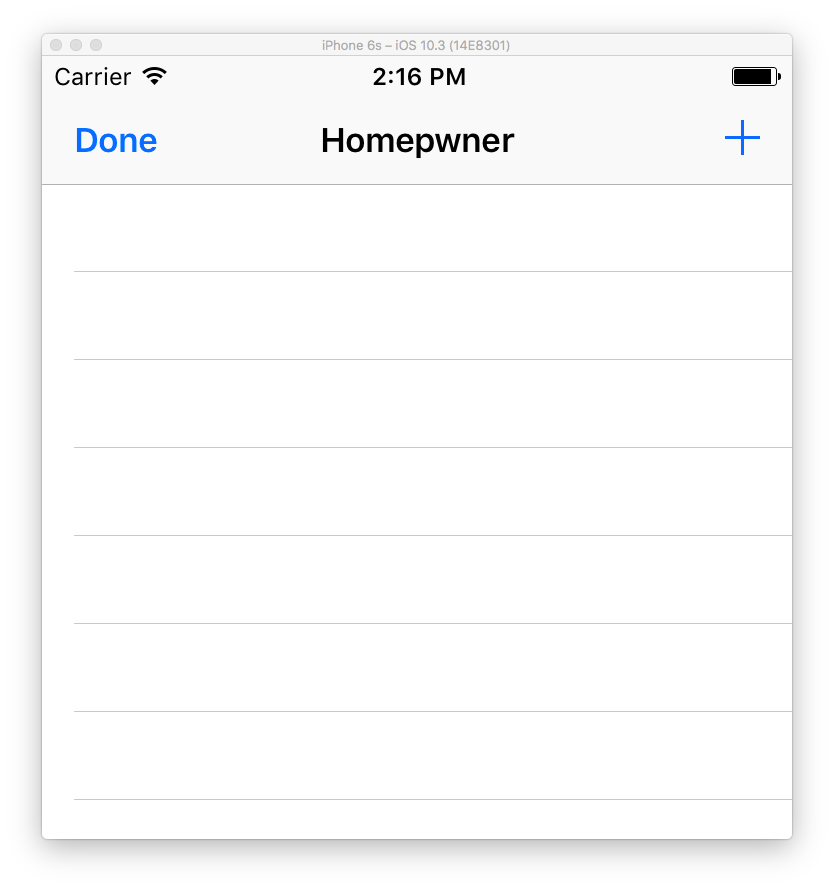 iPhone 6s – iOS 10.3 (14E8301)
Carrier 2:16 PM
Done Homepwner +